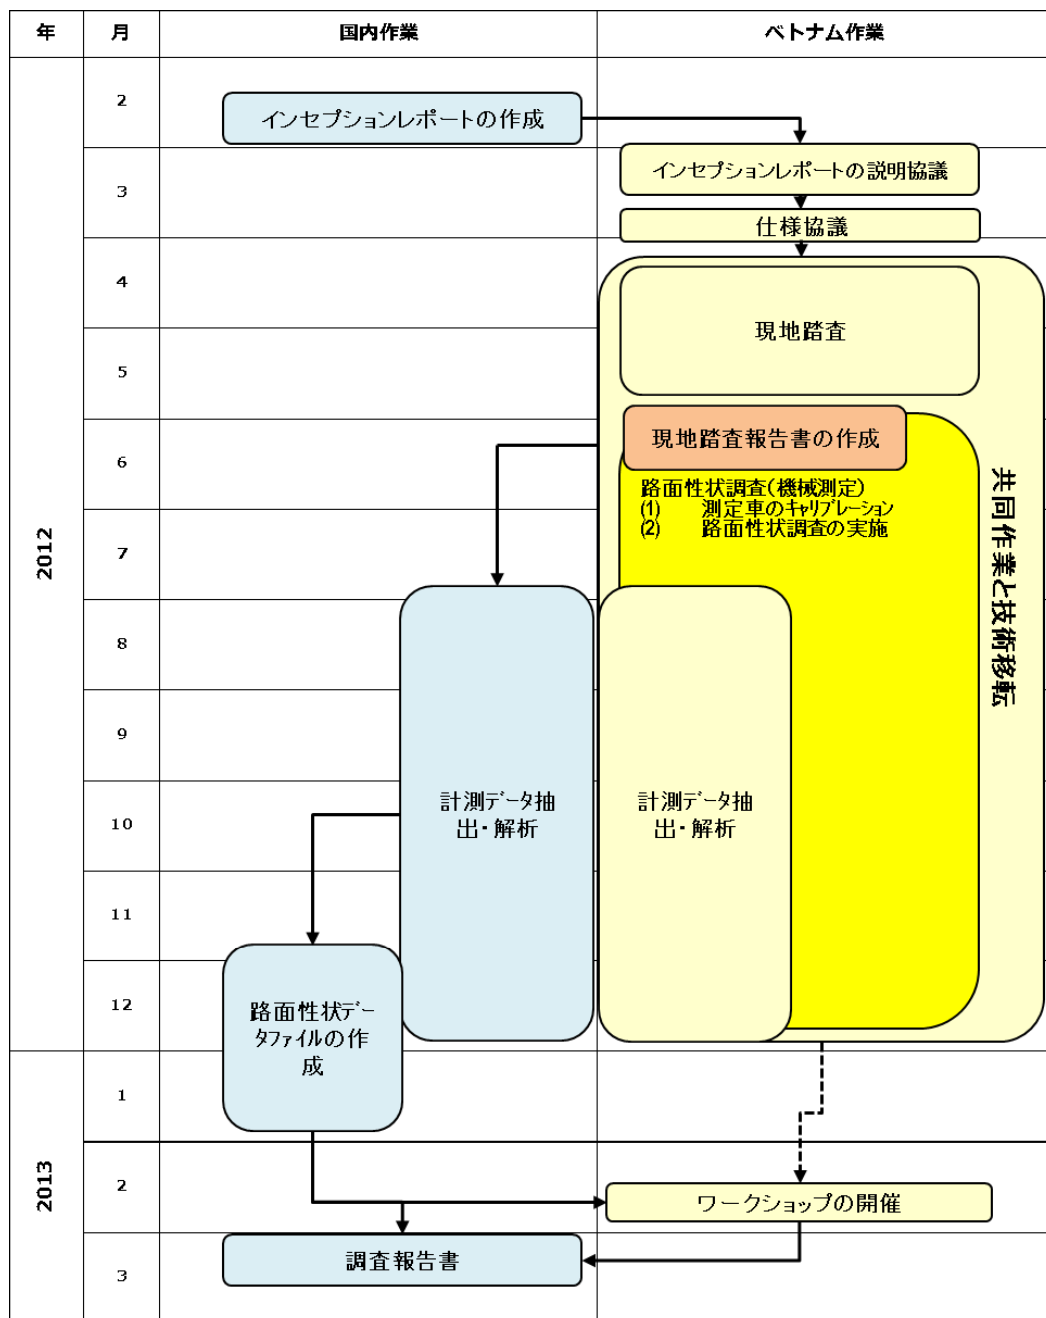 年 月 国内作業 ベトナム作業
2012
2
インセプションレポートの作成
3
インセプションレポートの説明協議
仕様協議
4
現地踏査
5
6
現地踏査報告書の作成
路面性状調査(機械測定)
(1) 測定車のキャリブレーション
(2) 路面性状調査の実施
共同作業と技術移転
7
8
9
10
計測データ抽
出・解析
計測データ抽
出・解析
11
12
路面性状デー
タファイルの作
成
2013
1
2
ワークショップの開催
3
調査報告書